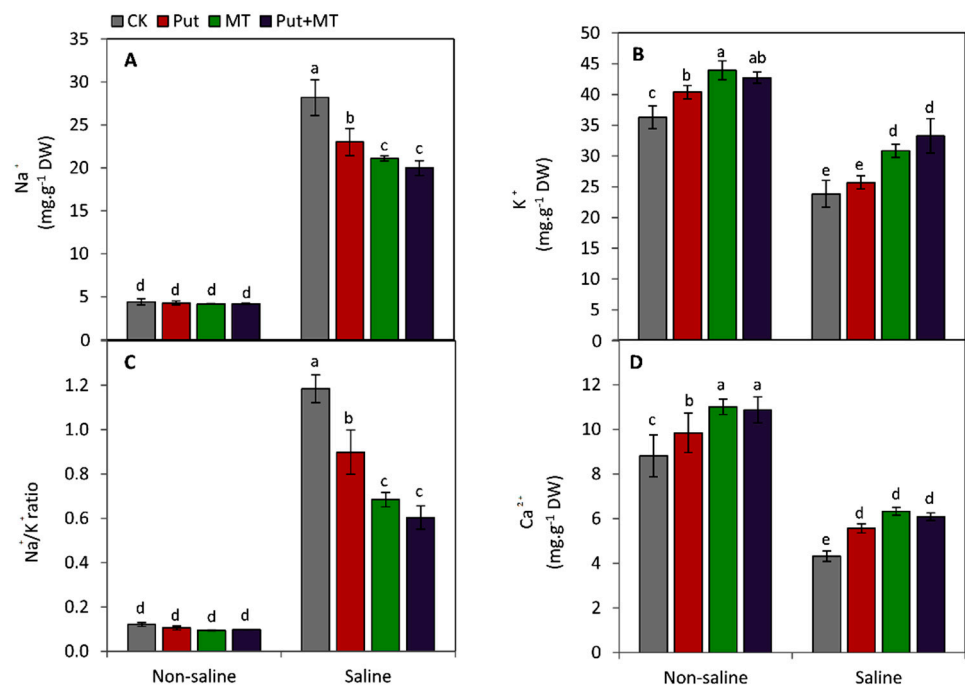 CK Put MT Put+MT
A
Na⁺
(mg.g⁻¹ DW)
35
30
25
20
15
10
5
0
d d d d
a b c c
B
K⁺
(mg.g⁻¹ DW)
50
45
40
35
30
25
20
15
10
5
0
c b a ab
e e d d
C
Na⁺/K⁺ratio
1.2
1.0
0.8
0.6
0.4
0.2
0.0
d d d d
a b c c
Non-saline Saline
D
Ca²⁺
(mg.g⁻¹ DW)
12
10
8
6
4
2
0
c b a a
e d d d
Non-saline Saline